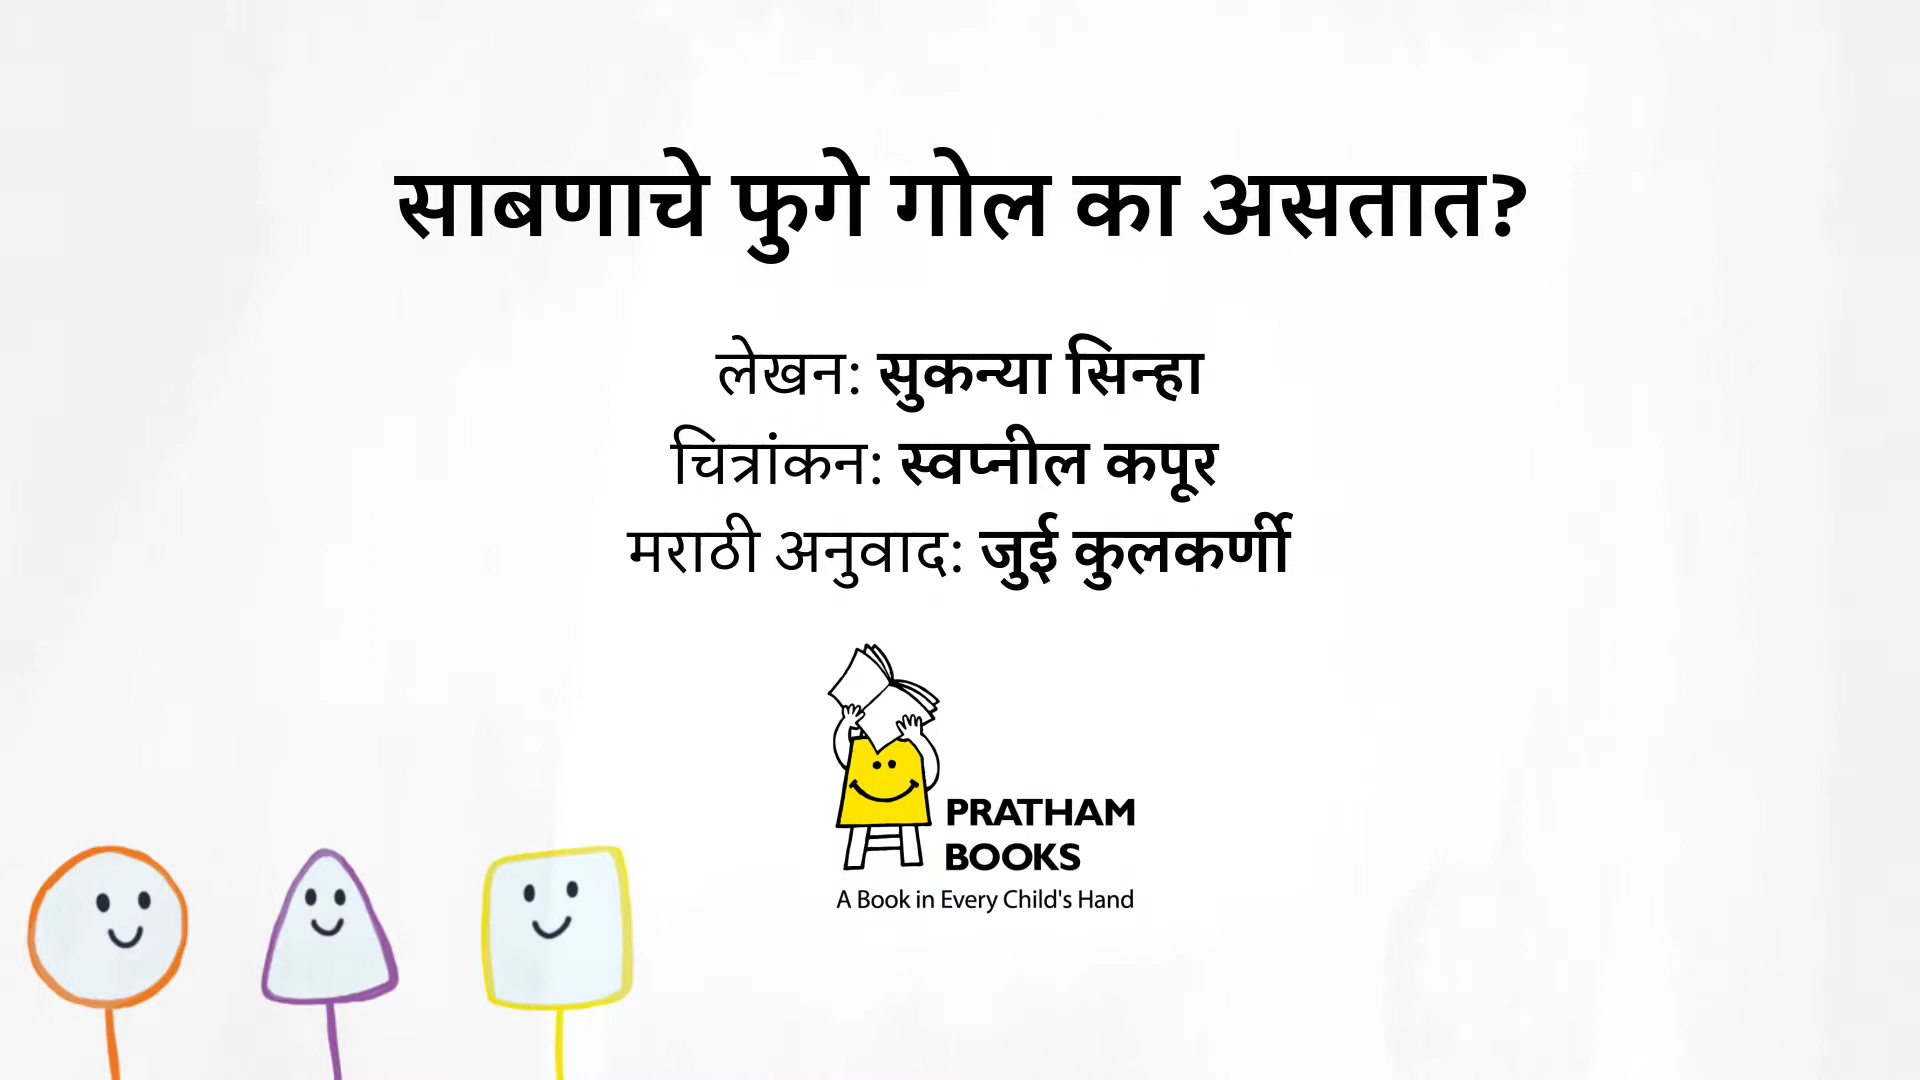 साबणाचे फुगे गोल का असतात?
लेखन: सुकन्या सिन्हा
चित्रांकन: स्वप्नील कपूर
मराठी अनुवाद: जुई कुलकर्णी
PRATHAM
BOOKS
A Book in Every Child's Hand